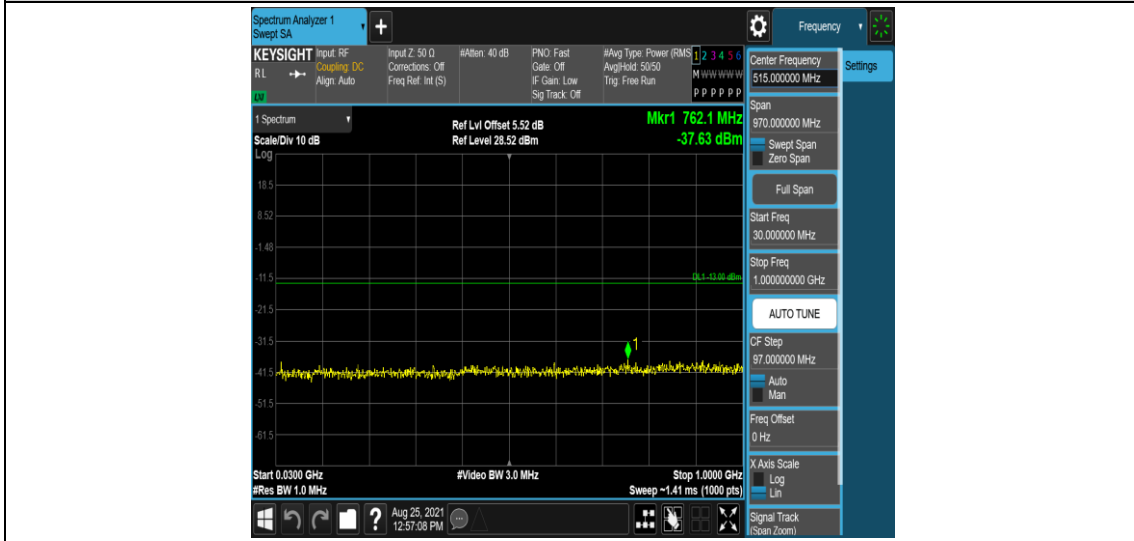 Spectrum Analyzer 1
Swept SA
+
Frequency
KEYSIGHT
RL
Input: RF
Coupling: DC
Align: Auto
Input Z: 50 Ω
Corrections: Off
Freq Ref: Int (S)
#Atten: 40 dB
PNO: Fast
Gate: Off
IF Gain: Low
Sig Track: Off
#Avg Type: Power (RMS
Avg|Hold: 50/50
Trig: Free Run
1 2 3 4 5 6
M W W W W W
P P P P P P
1 Spectrum
Scale/Div 10 dB
Log
Ref Lvl Offset 5.52 dB
Ref Level 28.52 dBm
Mkr1 762.1 MHz
-37.63 dBm
18.5
8.52
-1.48
-11.5
-21.5
-31.5
-41.5
-51.5
-61.5
DL1 -13.00 dBm
1
Start 0.0300 GHz
#Res BW 1.0 MHz
#Video BW 3.0 MHz
Stop 1.0000 GHz
Sweep ~1.41 ms (1000 pts)
?
Aug 25, 2021
12:57:08 PM
Center Frequency
515.000000 MHz
Settings
Span
970.000000 MHz
Swept Span
Zero Span
Full Span
Start Freq
30.000000 MHz
Stop Freq
1.000000000 GHz
AUTO TUNE
CF Step
97.000000 MHz
Auto
Man
Freq Offset
0 Hz
X Axis Scale
Log
Lin
Signal Track
(Span Zoom)